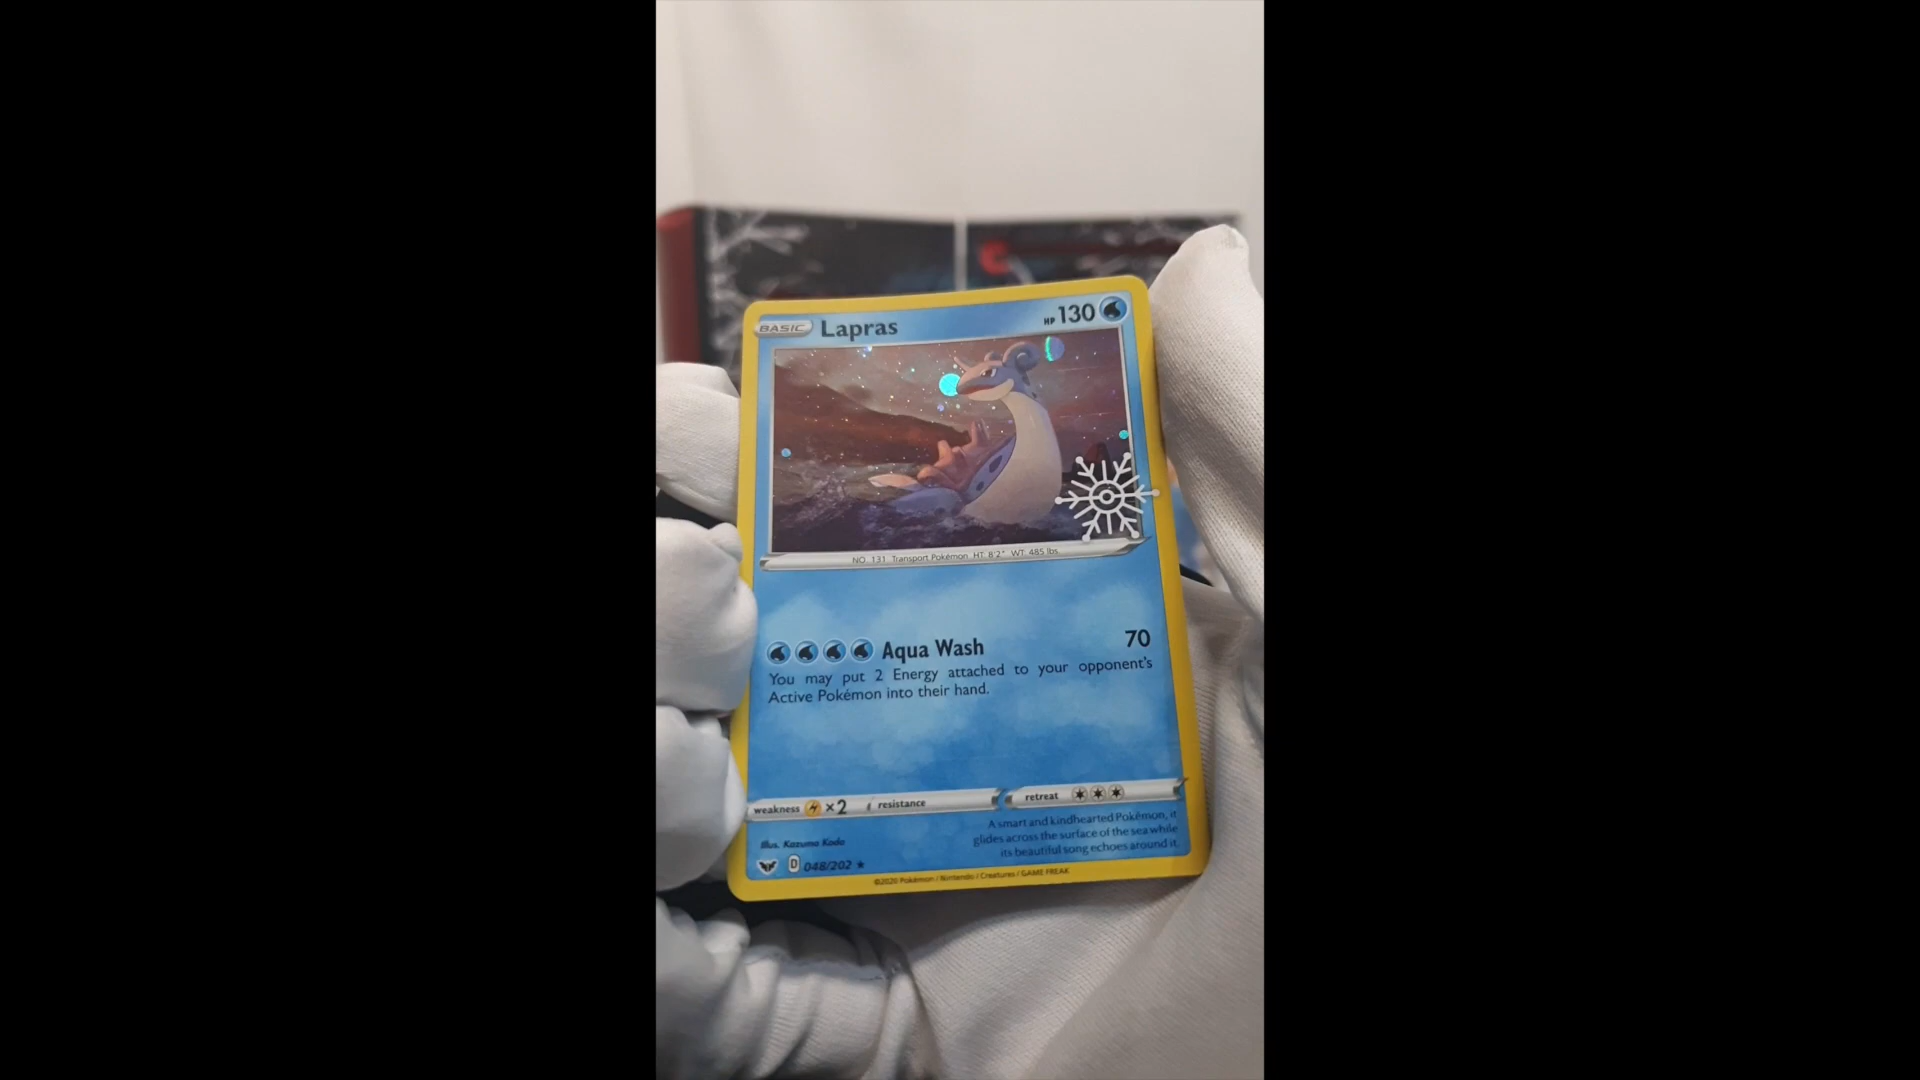 BASIC Lapras HP 130
NO. 131 Transport Pokémon HT: 8'2" WT: 485 lbs.
Aqua Wash 70
You may put 2 Energy attached to your opponent's
Active Pokémon into their hand.
weakness ×2 resistance retreat
A smart and kindhearted Pokémon, it
glides across the surface of the sea while
its beautiful song echoes around it.
Illus. Kazuma Koda
D 048/202 ★
©2020 Pokémon / Nintendo / Creatures / GAME FREAK